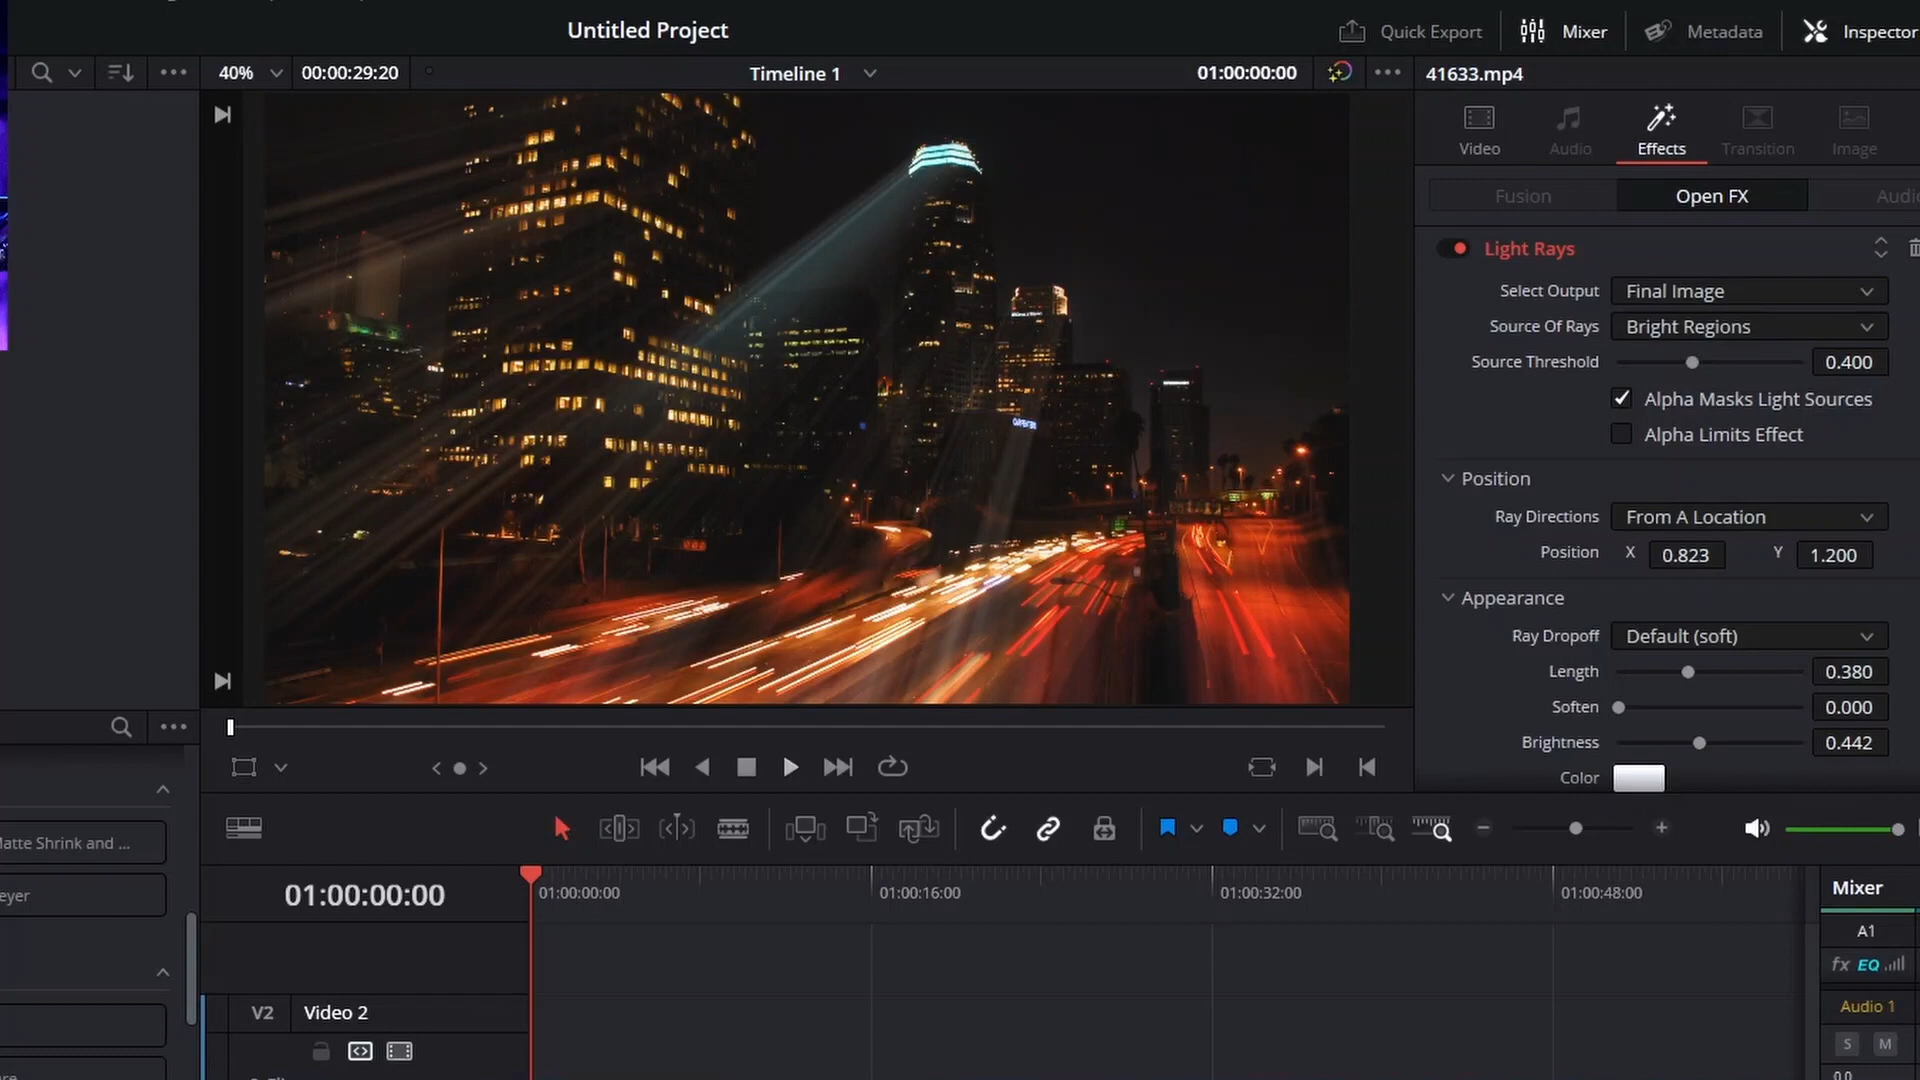 Untitled Project
Quick Export
Mixer
Metadata
Inspector
40%
00:00:29:20
Timeline 1
01:00:00:00
41633.mp4
Video
Audio
Effects
Transition
Image
Fusion
Open FX
Audio
Light Rays
Select Output
Final Image
Source Of Rays
Bright Regions
Source Threshold
0.400
Alpha Masks Light Sources
Alpha Limits Effect
Position
Ray Directions
From A Location
Position
X
0.823
Y
1.200
Appearance
Ray Dropoff
Default (soft)
Length
0.380
Soften
0.000
Brightness
0.442
Color
Matte Shrink and ...
eyer
01:00:00:00
01:00:00:00
01:00:16:00
01:00:32:00
01:00:48:00
Mixer
A1
fx EQ
Audio 1
S
M
V2
Video 2
0.0